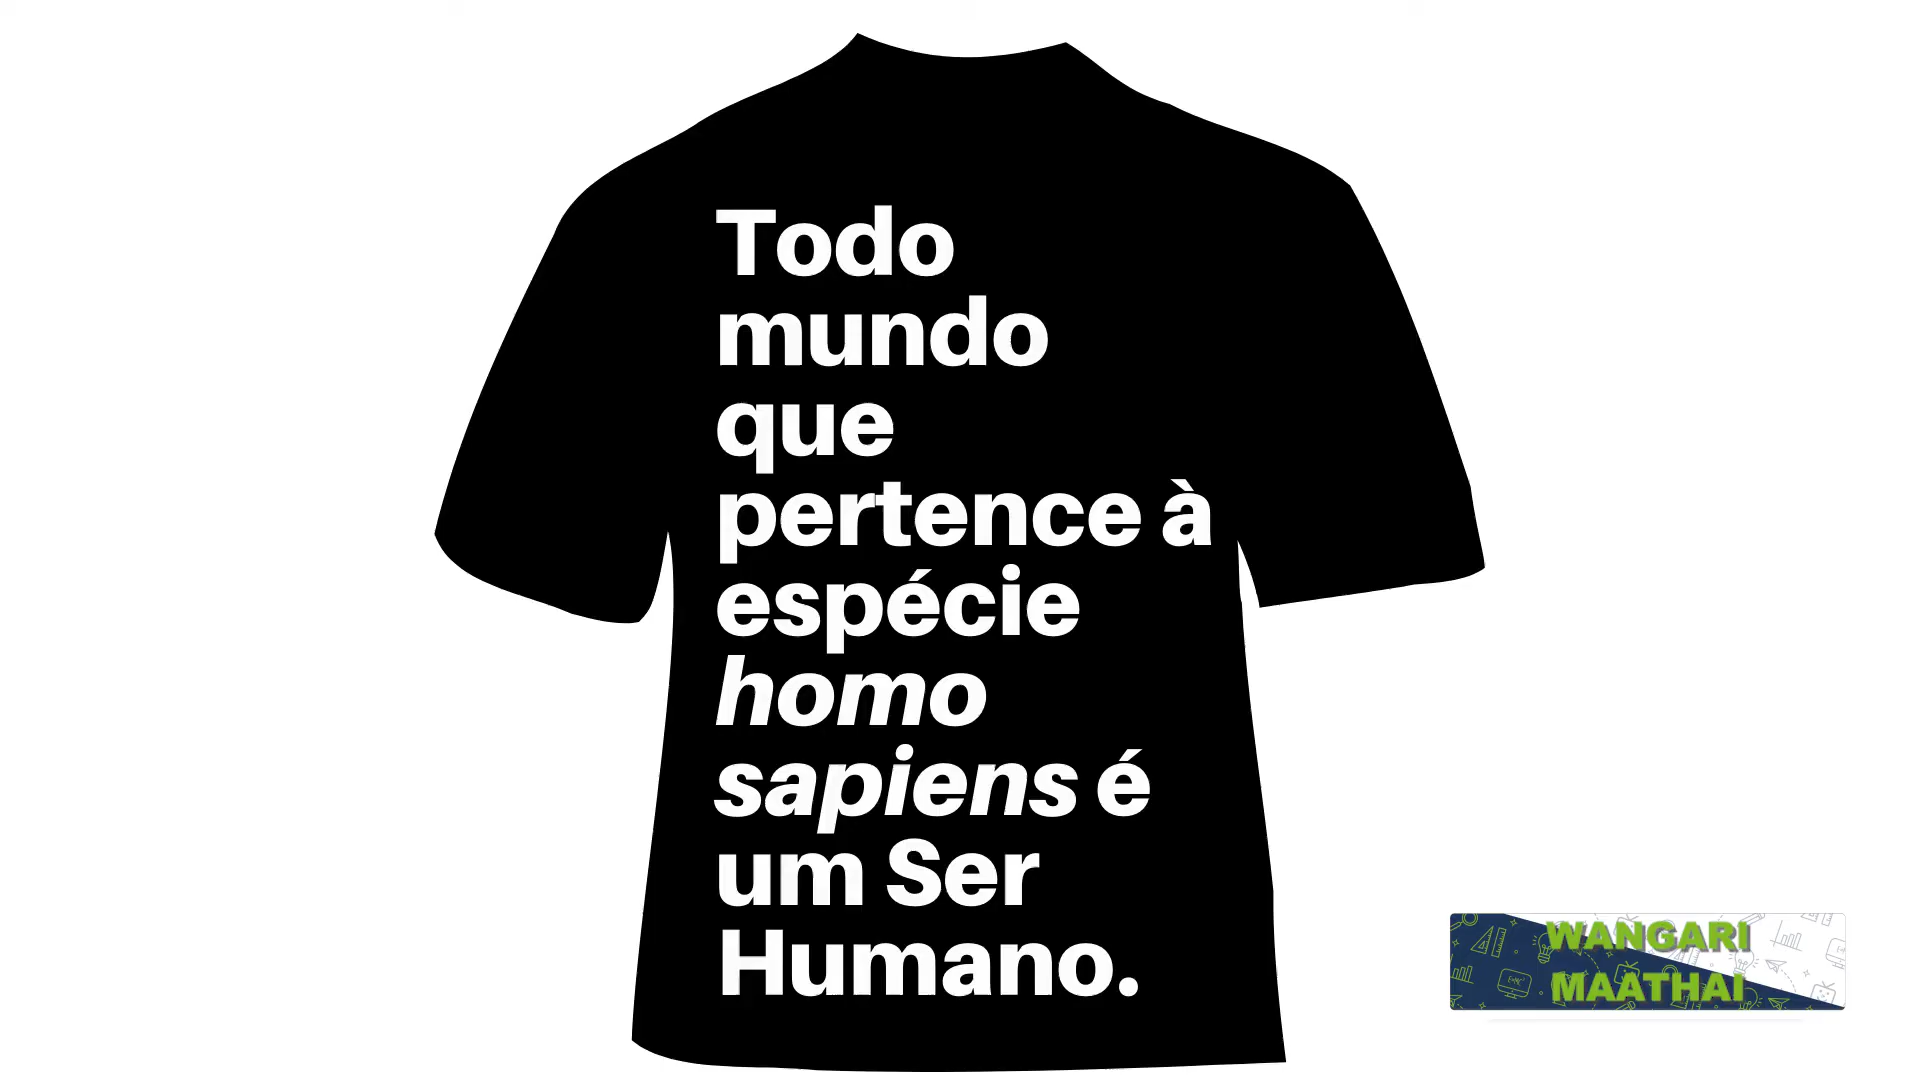 Todo
mundo
que
pertence à
espécie
homo
sapiens é
um Ser
Humano.
WANGARI
MAATHAI